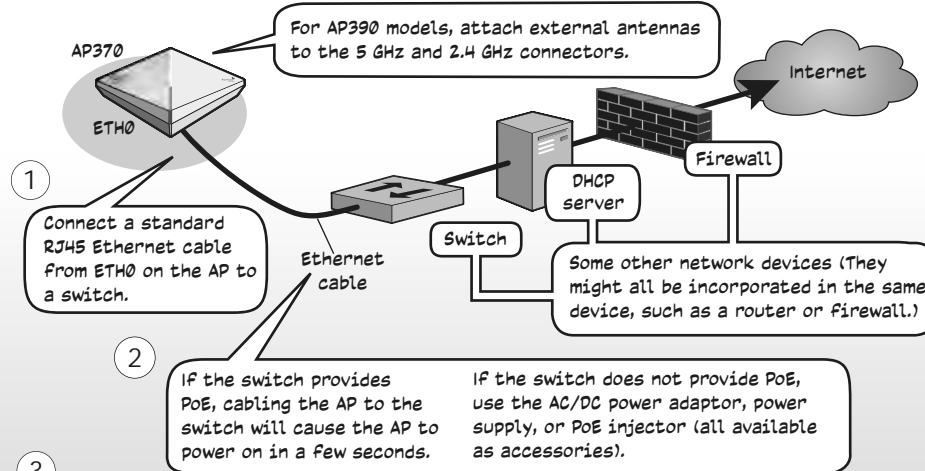 For AP390 models, attach external antennas
to the 5 GHz and 2.4 GHz connectors.
AP370
Internet
ETH0
Firewall
1
DHCP
server
Connect a standard
RJ45 Ethernet cable
from ETH0 on the AP to
a switch.
Switch
Ethernet
cable
Some other network devices (They
might all be incorporated in the same
device, such as a router or firewall.)
2
If the switch provides
PoE, cabling the AP to the
switch will cause the AP to
power on in a few seconds.
If the switch does not provide PoE,
use the AC/DC power adaptor, power
supply, or PoE injector (all available
as accessories).
3